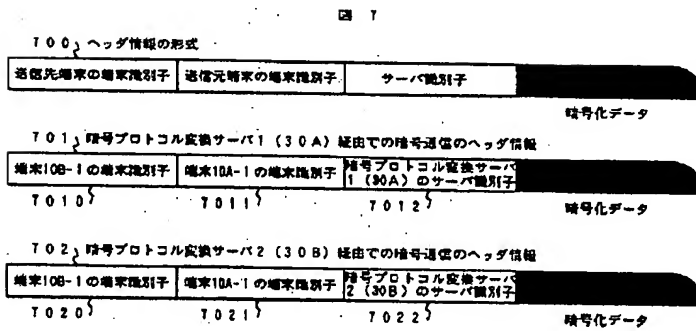 図 7
700 ヘッダ情報の形式
送信先端末の端末識別子 送信元端末の端末識別子 サーバ識別子
暗号化データ
701 暗号プロトコル変換サーバ1(30A)経由での暗号通信のヘッダ情報
端末10B-1の端末識別子 端末10A-1の端末識別子 暗号プロトコル変換サーバ
1(30A)のサーバ識別子
7010 7011 7012 暗号化データ
702 暗号プロトコル変換サーバ2(30B)経由での暗号通信のヘッダ情報
端末10B-1の端末識別子 端末10A-1の端末識別子 暗号プロトコル変換サーバ
2(30B)のサーバ識別子
7020 7021 7022 暗号化データ